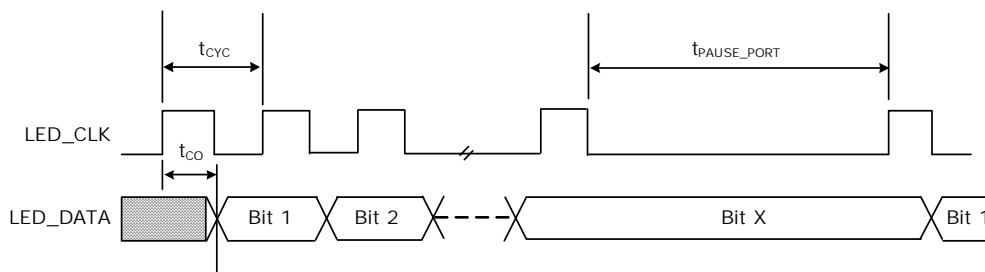 tCYC
tPAUSE_PORT
LED_CLK
tCO
LED_DATA
Bit 1
Bit 2
Bit X
Bit 1